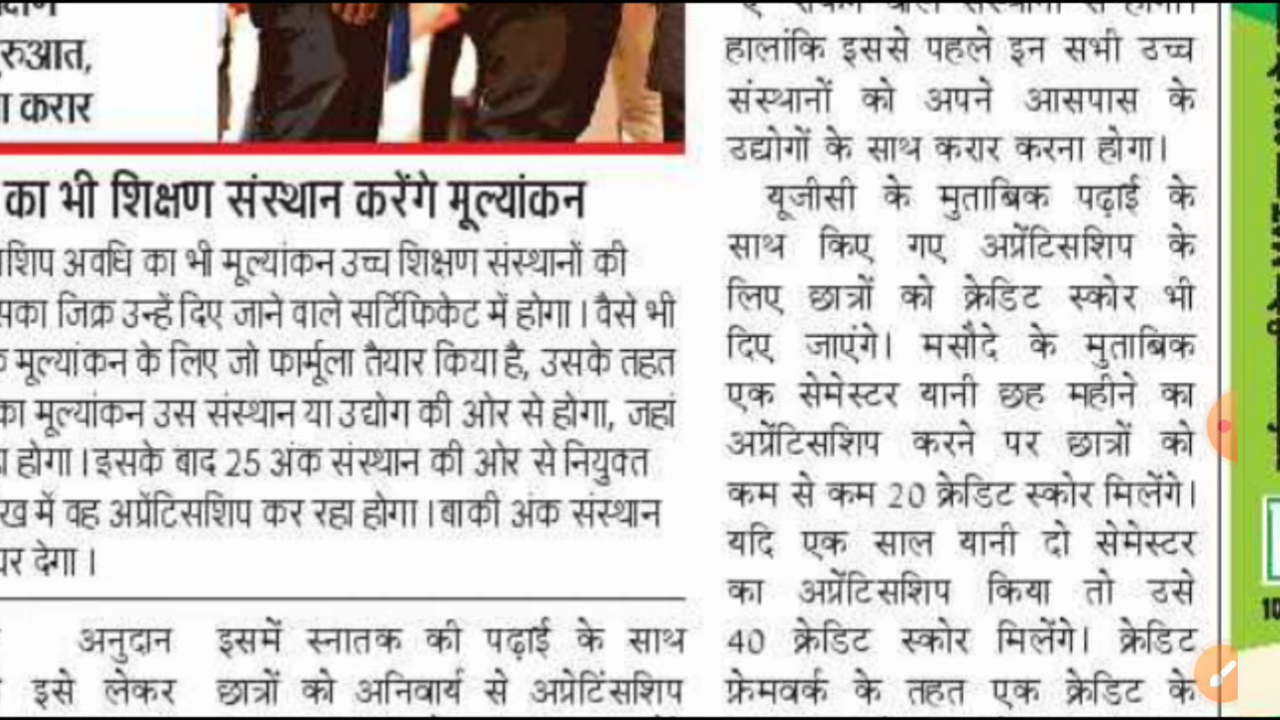 रुआत,
करार
का भी शिक्षण संस्थान करेंगे मूल्यांकन
शिप अवधि का भी मूल्यांकन उच्च शिक्षण संस्थानों की
सका जिक्र उन्हें दिए जाने वाले सर्टिफिकेट में होगा । वैसे भी
मूल्यांकन के लिए जो फार्मूला तैयार किया है, उसके तहत
का मूल्यांकन उस संस्थान या उद्योग की ओर से होगा, जहां
होगा । इसके बाद 25 अंक संस्थान की ओर से नियुक्त
ख में वह अप्रेंटिसशिप कर रहा होगा । बाकी अंक संस्थान
पर देगा ।
अनुदान
इसे लेकर
इसमें स्नातक की पढ़ाई के साथ
छात्रों को अनिवार्य से अप्रेटिंसशिप
हालांकि इससे पहले इन सभी उच्च
संस्थानों को अपने आसपास के
उद्योगों के साथ करार करना होगा।
यूजीसी के मुताबिक पढ़ाई के
साथ किए गए अप्रेंटिसशिप के
लिए छात्रों को क्रेडिट स्कोर भी
दिए जाएंगे। मसौदे के मुताबिक
एक सेमेस्टर यानी छह महीने का
अप्रेंटिसशिप करने पर छात्रों को
कम से कम 20 क्रेडिट स्कोर मिलेंगे।
यदि एक साल यानी दो सेमेस्टर
का अप्रेंटिसशिप किया तो उसे
40 क्रेडिट स्कोर मिलेंगे। क्रेडिट
फ्रेमवर्क के तहत एक क्रेडिट के